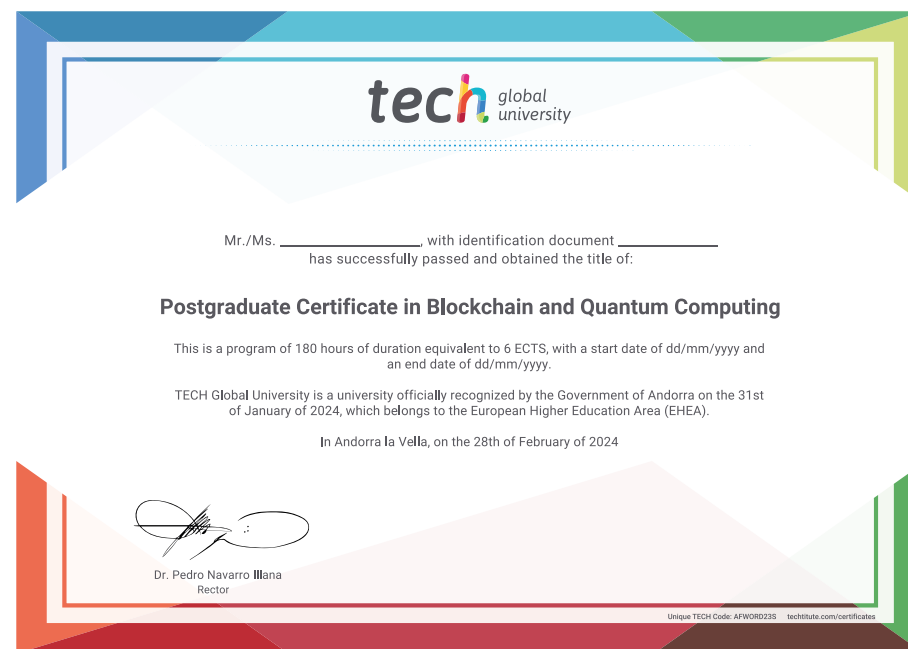 tech global university
Mr./Ms. ____________________, with identification document ______________
has successfully passed and obtained the title of:
Postgraduate Certificate in Blockchain and Quantum Computing
This is a program of 180 hours of duration equivalent to 6 ECTS, with a start date of dd/mm/yyyy and
an end date of dd/mm/yyyy.
TECH Global University is a university officially recognized by the Government of Andorra on the 31st
of January of 2024, which belongs to the European Higher Education Area (EHEA).
In Andorra la Vella, on the 28th of February of 2024
Dr. Pedro Navarro Illana
Rector
Unique TECH Code: AFWORD23S techtitute.com/certificates